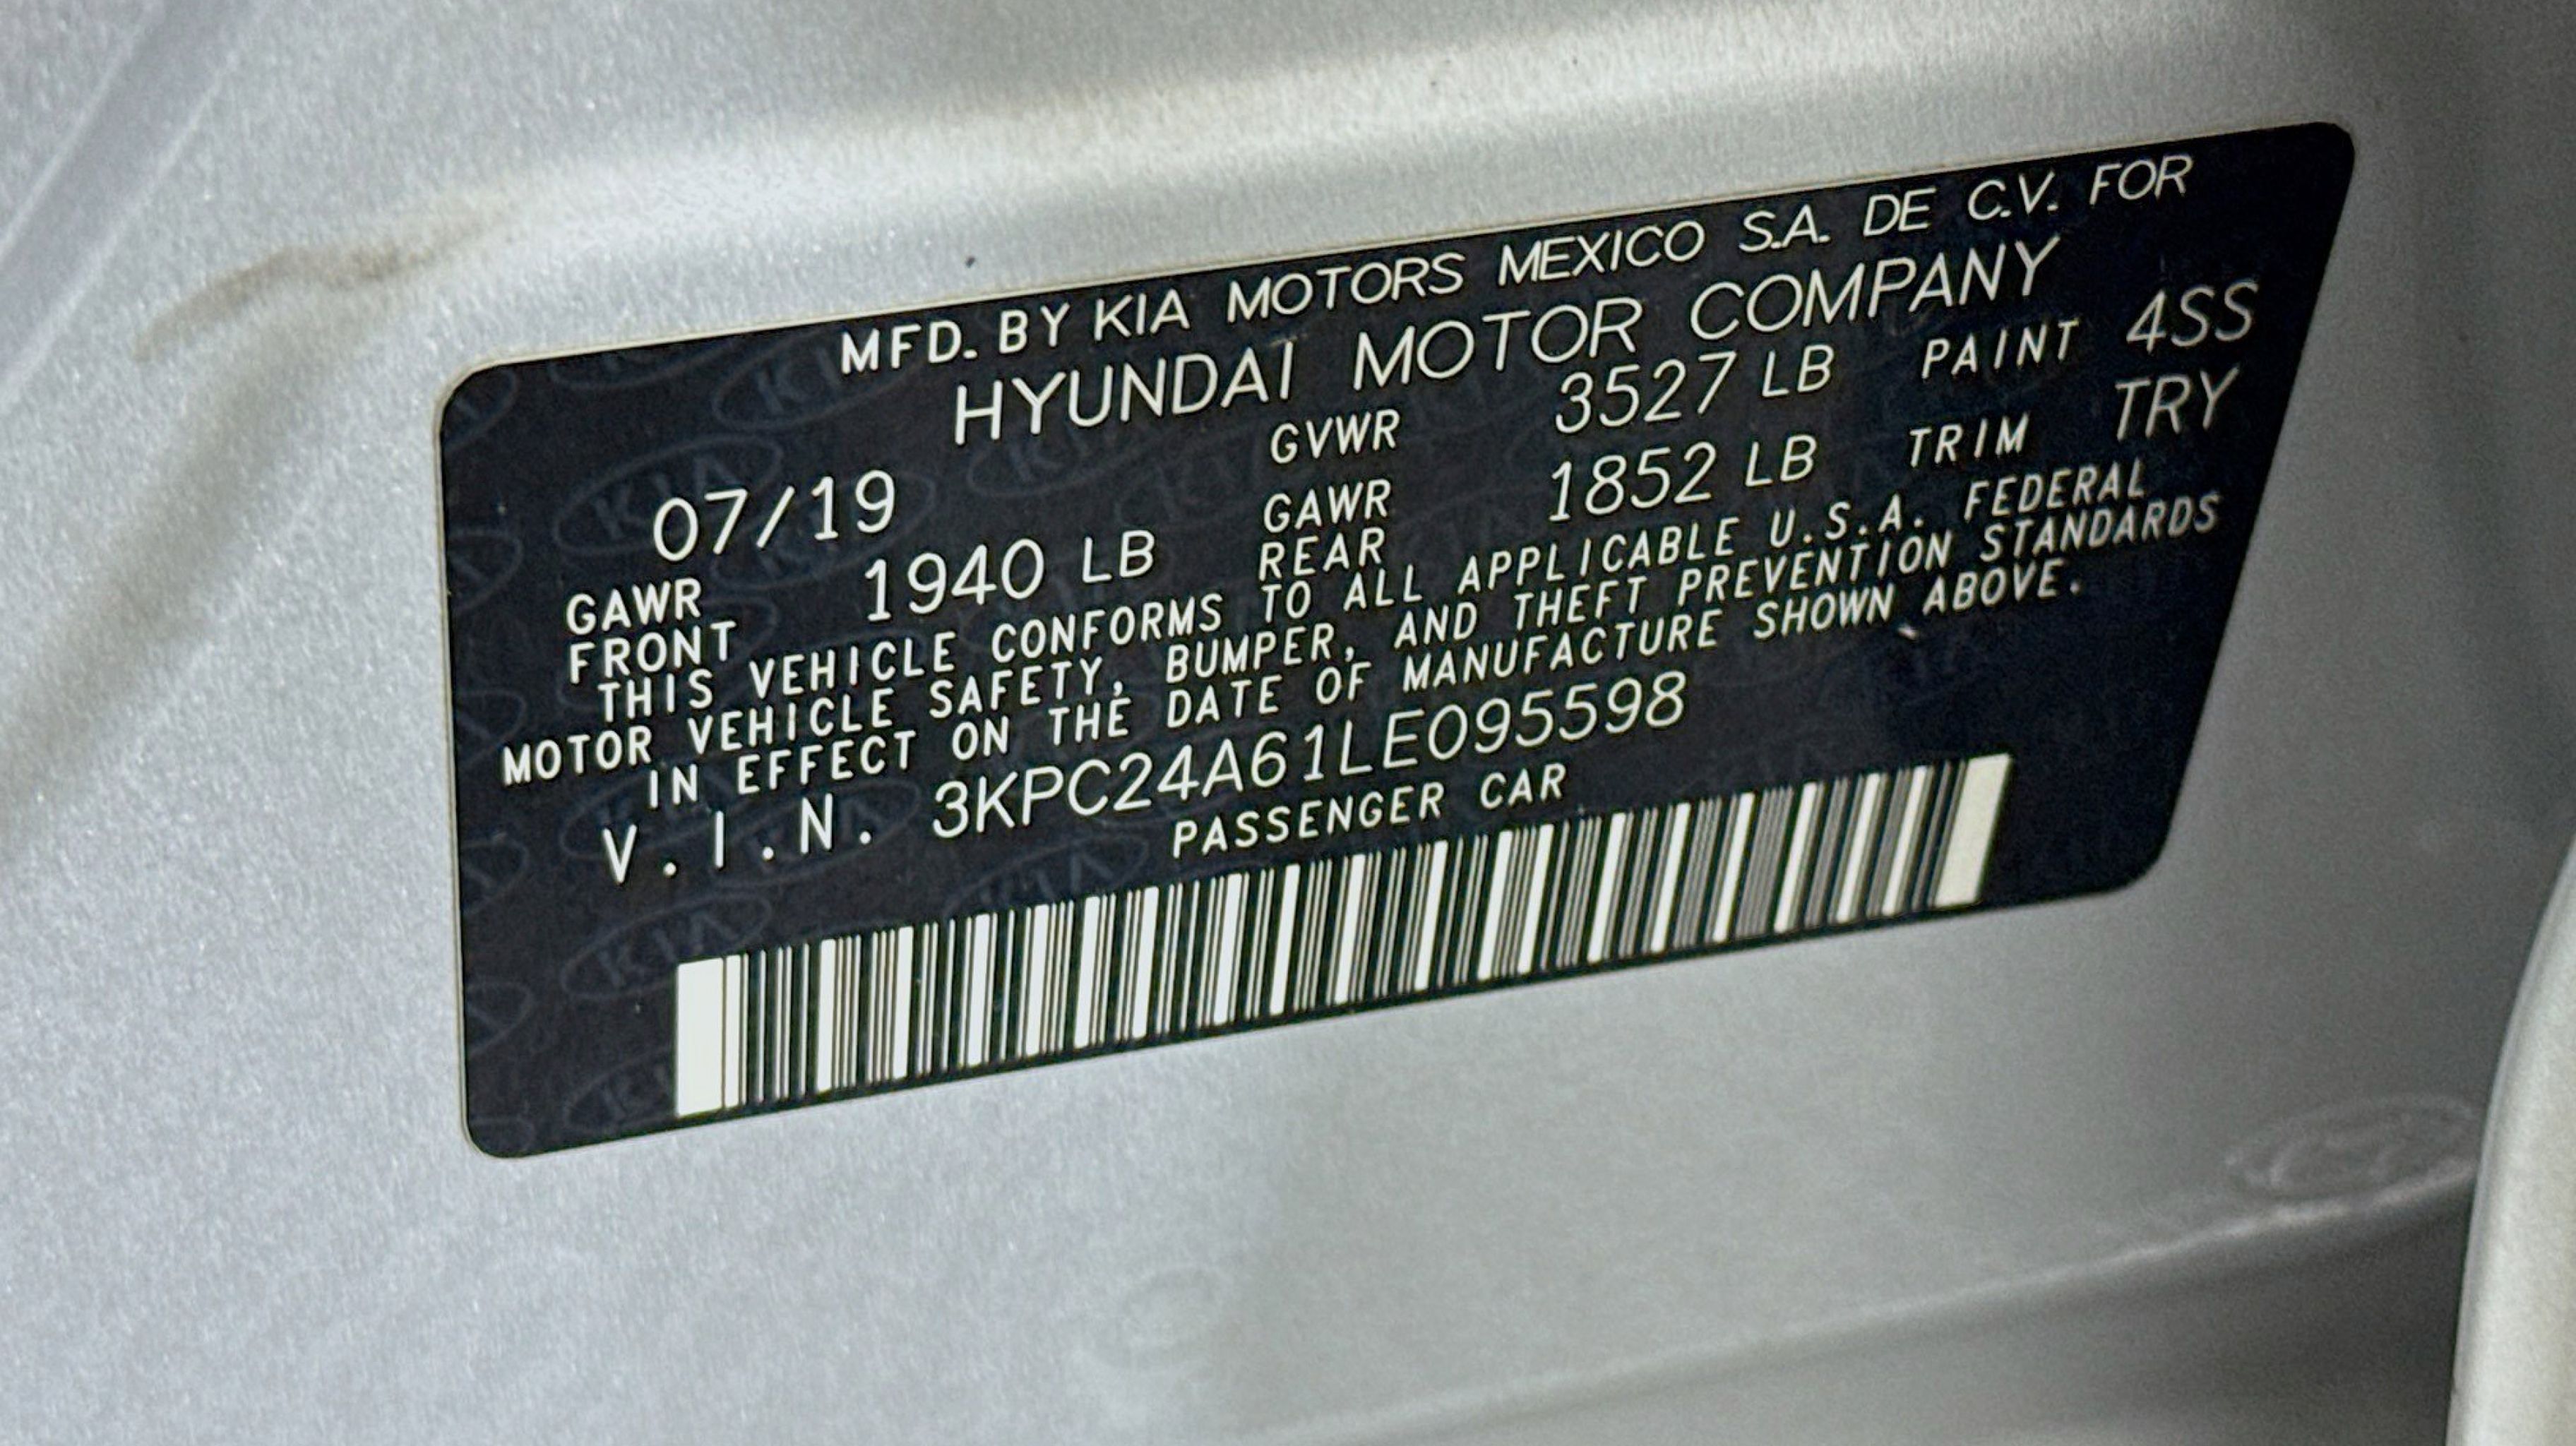 MFD. BY KIA MOTORS MEXICO S.A. DE C.V. FOR
HYUNDAI MOTOR COMPANY
07/19 GVWR 3527 LB PAINT 4SS
GAWR FRONT 1940 LB GAWR REAR 1852 LB TRIM TRY
THIS VEHICLE CONFORMS TO ALL APPLICABLE U.S.A. FEDERAL
MOTOR VEHICLE SAFETY, BUMPER, AND THEFT PREVENTION STANDARDS
IN EFFECT ON THE DATE OF MANUFACTURE SHOWN ABOVE.
V.I.N. 3KPC24A61LE095598
PASSENGER CAR